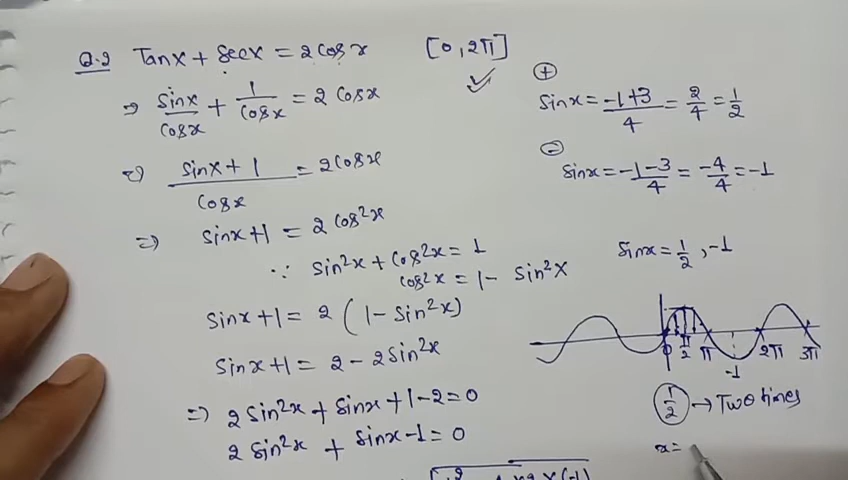 Q.2 Tanx + Secx = 2 Cosx [0, 2π]
⇒ sinx/cosx + 1/cosx = 2 Cosx
⇒ (sinx + 1)/cosx = 2cosx
⇒ sinx + 1 = 2 cos²x
∵ sin²x + cos²x = 1
cos²x = 1 - sin²x
sinx + 1 = 2 (1 - sin²x)
sinx + 1 = 2 - 2sin²x
⇒ 2sin²x + sinx + 1 - 2 = 0
2 sin²x + sinx - 1 = 0
(+)
sinx = (-1+3)/4 = 2/4 = 1/2
(-)
sinx = (-1-3)/4 = -4/4 = -1
sinx = 1/2, -1
0 π/2 π 2π 3π
-1
1/2 → Two times
x =